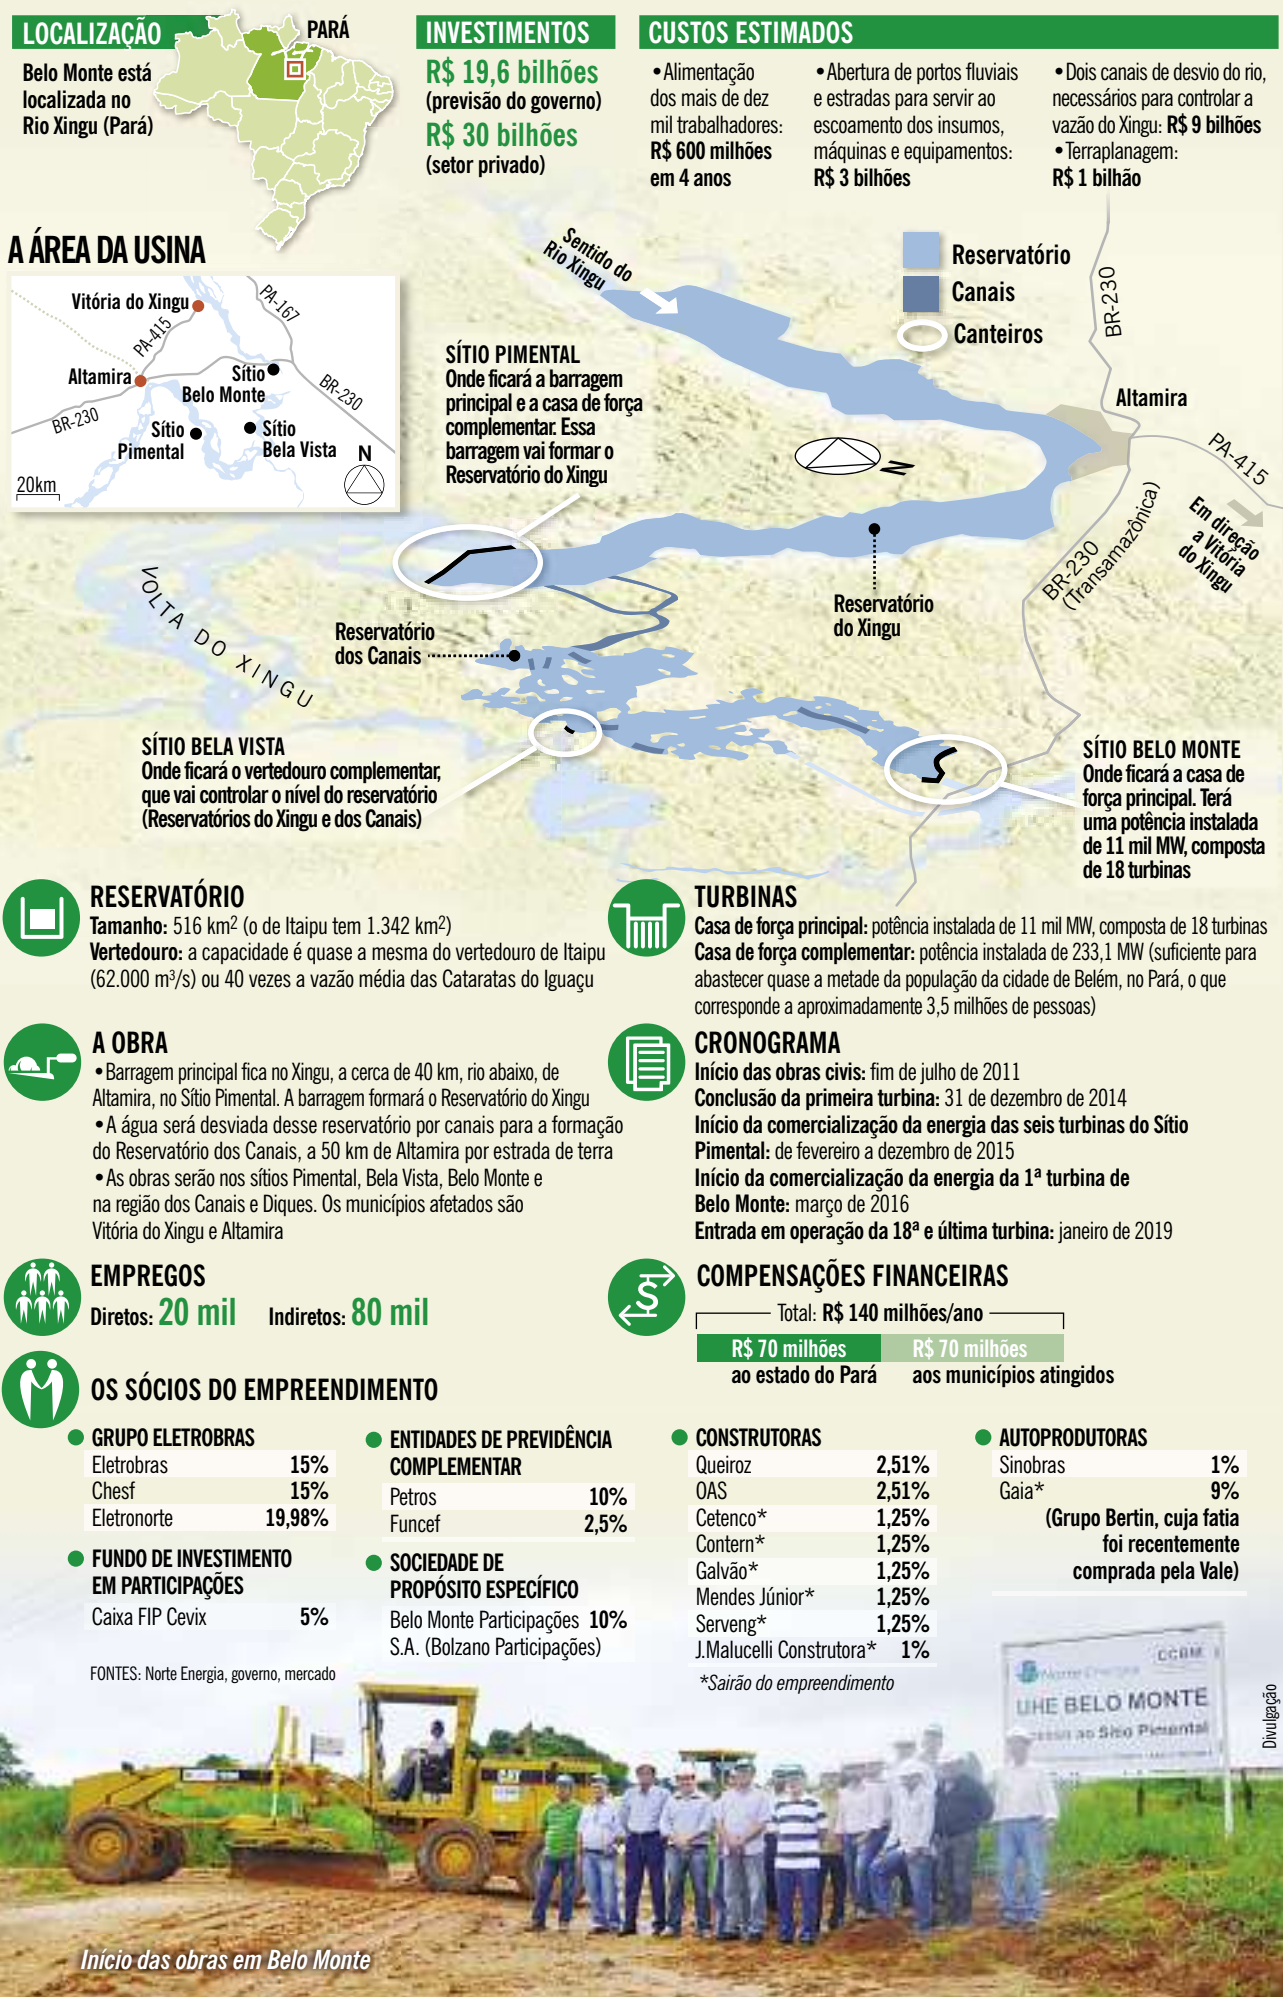 LOCALIZAÇÃO
Belo Monte está
localizada no
Rio Xingu (Pará)
PARÁ
INVESTIMENTOS
R$ 19,6 bilhões
(previsão do governo)
R$ 30 bilhões
(setor privado)
CUSTOS ESTIMADOS
•Alimentação
dos mais de dez
mil trabalhadores:
R$ 600 milhões
em 4 anos
•Abertura de portos fluviais
e estradas para servir ao
escoamento dos insumos,
máquinas e equipamentos:
R$ 3 bilhões
•Dois canais de desvio do rio,
necessários para controlar a
vazão do Xingu: R$ 9 bilhões
•Terraplanagem:
R$ 1 bilhão
A ÁREA DA USINA
Vitória do Xingu
PA-167
PA-415
Altamira
Sítio
Belo Monte
BR-230
BR-230
Sítio
Pimental
Sítio
Bela Vista
N
20km
Sentido do
Rio Xingu
Reservatório
Canais
Canteiros
BR-230
Altamira
PA-415
Em direção
a Vitória
do Xingu
BR-230
(Transamazônica)
N
SÍTIO PIMENTAL
Onde ficará a barragem
principal e a casa de força
complementar. Essa
barragem vai formar o
Reservatório do Xingu
VOLTA DO XINGU
Reservatório
dos Canais
Reservatório
do Xingu
SÍTIO BELA VISTA
Onde ficará o vertedouro complementar,
que vai controlar o nível do reservatório
(Reservatórios do Xingu e dos Canais)
SÍTIO BELO MONTE
Onde ficará a casa de
força principal. Terá
uma potência instalada
de 11 mil MW, composta
de 18 turbinas
RESERVATÓRIO
Tamanho: 516 km² (o de Itaipu tem 1.342 km²)
Vertedouro: a capacidade é quase a mesma do vertedouro de Itaipu
(62.000 m³/s) ou 40 vezes a vazão média das Cataratas do Iguaçu
TURBINAS
Casa de força principal: potência instalada de 11 mil MW, composta de 18 turbinas
Casa de força complementar: potência instalada de 233,1 MW (suficiente para
abastecer quase a metade da população da cidade de Belém, no Pará, o que
corresponde a aproximadamente 3,5 milhões de pessoas)
A OBRA
•Barragem principal fica no Xingu, a cerca de 40 km, rio abaixo, de
Altamira, no Sítio Pimental. A barragem formará o Reservatório do Xingu
•A água será desviada desse reservatório por canais para a formação
do Reservatório dos Canais, a 50 km de Altamira por estrada de terra
•As obras serão nos sítios Pimental, Bela Vista, Belo Monte e
na região dos Canais e Diques. Os municípios afetados são
Vitória do Xingu e Altamira
CRONOGRAMA
Início das obras civis: fim de julho de 2011
Conclusão da primeira turbina: 31 de dezembro de 2014
Início da comercialização da energia das seis turbinas do Sítio
Pimental: de fevereiro a dezembro de 2015
Início da comercialização da energia da 1ª turbina de
Belo Monte: março de 2016
Entrada em operação da 18ª e última turbina: janeiro de 2019
EMPREGOS
Diretos: 20 mil Indiretos: 80 mil
COMPENSAÇÕES FINANCEIRAS
Total: R$ 140 milhões/ano
R$ 70 milhões
ao estado do Pará
R$ 70 milhões
aos municípios atingidos
OS SÓCIOS DO EMPREENDIMENTO
GRUPO ELETROBRAS
Eletrobras 15%
Chesf 15%
Eletronorte 19,98%
FUNDO DE INVESTIMENTO
EM PARTICIPAÇÕES
Caixa FIP Cevix 5%
ENTIDADES DE PREVIDÊNCIA
COMPLEMENTAR
Petros 10%
Funcef 2,5%
SOCIEDADE DE
PROPÓSITO ESPECÍFICO
Belo Monte Participações 10%
S.A. (Bolzano Participações)
CONSTRUTORAS
Queiroz 2,51%
OAS 2,51%
Cetenco* 1,25%
Contern* 1,25%
Galvão* 1,25%
Mendes Júnior* 1,25%
Serveng* 1,25%
J.Malucelli Construtora* 1%
*Sairão do empreendimento
AUTOPRODUTORAS
Sinobras 1%
Gaia* 9%
(Grupo Bertin, cuja fatia
foi recentemente
comprada pela Vale)
FONTES: Norte Energia, governo, mercado
CCBM
Norte Energia
UHE BELO MONTE
ao Sítio Pimental
Divulgação
Início das obras em Belo Monte